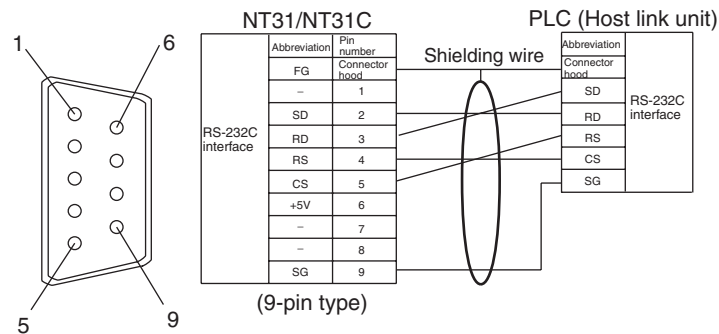 NT31/NT31C
PLC (Host link unit)
1
6
5
9
RS-232C
interface
Abbreviation
Pin
number
FG
Connector
hood
–
1
SD
2
RD
3
RS
4
CS
5
+5V
6
–
7
–
8
SG
9
(9-pin type)
Shielding wire
Abbreviation
Connector
hood
SD
RD
RS
CS
SG
RS-232C
interface